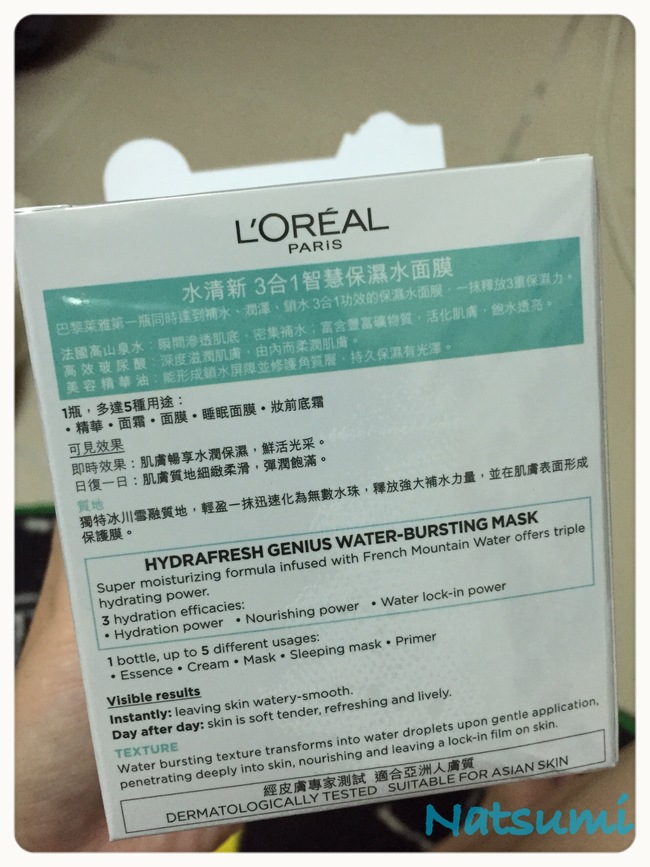 L'ORÉAL
PARiS
水清新 3合1智慧保濕水面膜
巴黎萊雅第一瓶同時達到補水、潤澤、鎖水 3合1功效的保濕水面膜，一抹釋放3重保濕力。
法國高山泉水：瞬間滲透肌底，密集補水；富含豐富礦物質，活化肌膚，飽水透亮。
高效玻尿酸：深度滋潤肌膚，由內而柔潤肌膚。
美容精華油：能形成鎖水屏障並修護角質層，持久保濕有光澤。
1瓶，多達5種用途：
• 精華 • 面霜 • 面膜 • 睡眠面膜 • 妝前底霜
可見效果
即時效果：肌膚暢享水潤保濕，鮮活光采。
日復一日：肌膚質地細緻柔滑，彈潤飽滿。
質地
獨特冰川雪融質地，輕盈一抹迅速化為無數水珠，釋放強大補水力量，並在肌膚表面形成
保護膜。
HYDRAFRESH GENIUS WATER-BURSTING MASK
Super moisturizing formula infused with French Mountain Water offers triple
hydrating power.
3 hydration efficacies:
• Hydration power • Nourishing power • Water lock-in power
1 bottle, up to 5 different usages:
• Essence • Cream • Mask • Sleeping mask • Primer
Visible results
Instantly: leaving skin watery-smooth.
Day after day: skin is soft tender, refreshing and lively.
TEXTURE
Water bursting texture transforms into water droplets upon gentle application,
penetrating deeply into skin, nourishing and leaving a lock-in film on skin.
經皮膚專家測試 適合亞洲人膚質
DERMATOLOGICALLY TESTED SUITABLE FOR ASIAN SKIN
Natsumi